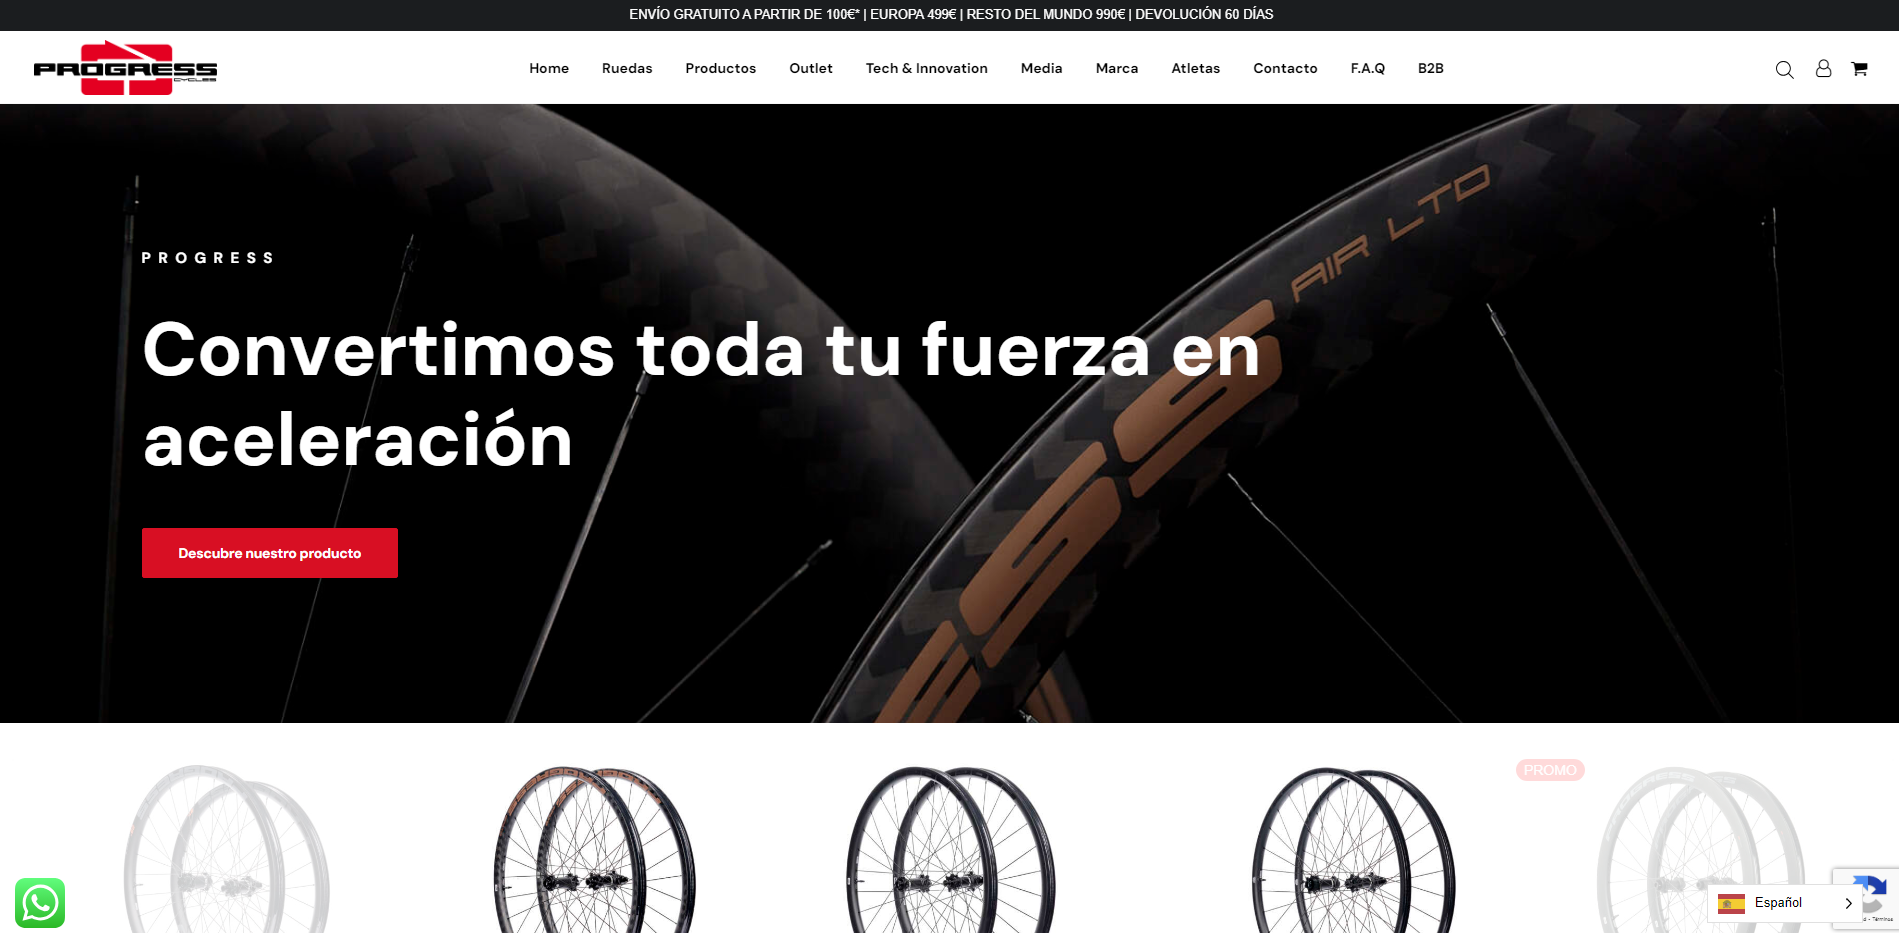 ENVÍO GRATUITO A PARTIR DE 100€* | EUROPA 499€ | RESTO DEL MUNDO 990€ | DEVOLUCIÓN 60 DÍAS
PROGRESS
CYCLES
Home Ruedas Productos Outlet Tech & Innovation Media Marca Atletas Contacto F.A.Q B2B
AIR LTD
PROGRESS
Convertimos toda tu fuerza en
aceleración
Descubre nuestro producto
PROMO
Español